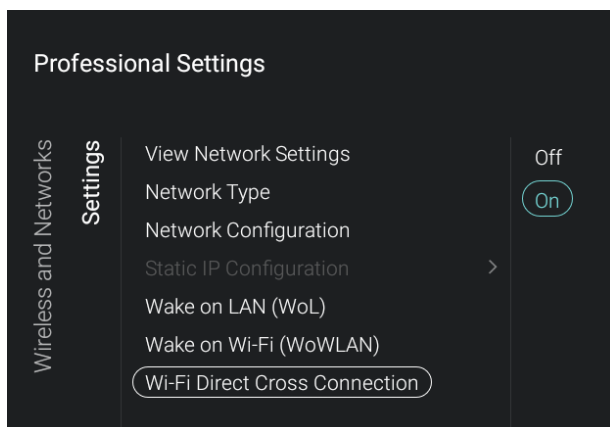 Professional Settings
Wireless and Networks
Settings
View Network Settings
Network Type
Network Configuration
Static IP Configuration
Wake on LAN (WoL)
Wake on Wi-Fi (WoWLAN)
Wi-Fi Direct Cross Connection
Off
On